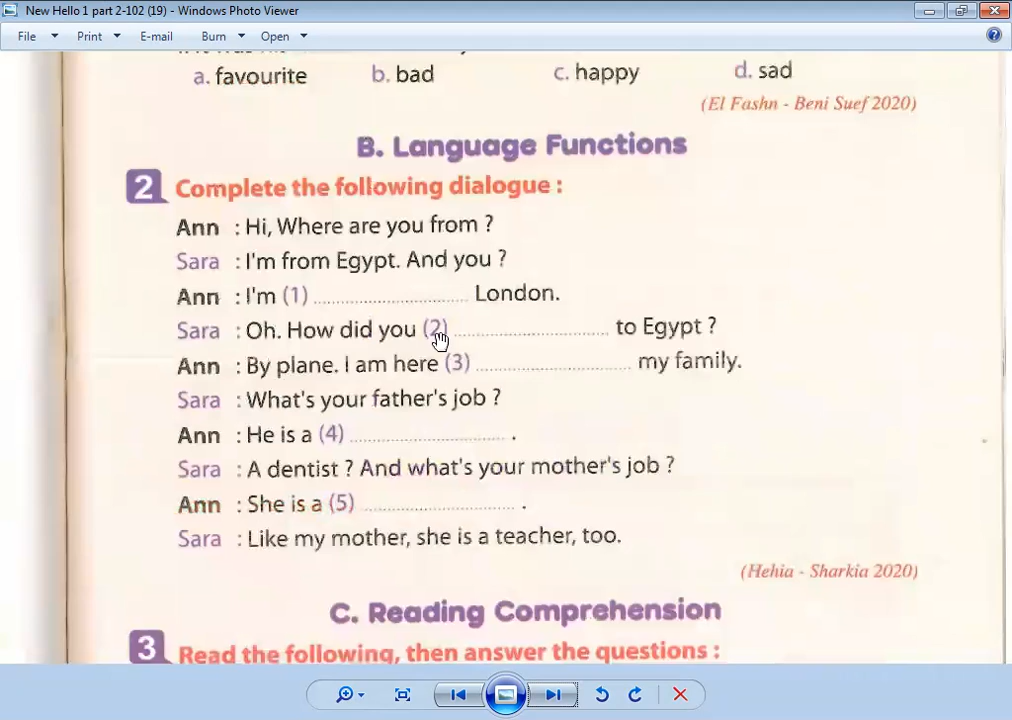 New Hello 1 part 2-102 (19) - Windows Photo Viewer
File Print E-mail Burn Open
a. favourite b. bad c. happy d. sad
(El Fashn - Beni Suef 2020)
B. Language Functions
2 Complete the following dialogue :
Ann : Hi, Where are you from ?
Sara : I'm from Egypt. And you ?
Ann : I'm (1) ................................ London.
Sara : Oh. How did you (2) ................................ to Egypt ?
Ann : By plane. I am here (3) ................................ my family.
Sara : What's your father's job ?
Ann : He is a (4) ................................ .
Sara : A dentist ? And what's your mother's job ?
Ann : She is a (5) ................................ .
Sara : Like my mother, she is a teacher, too.
(Hehia - Sharkia 2020)
C. Reading Comprehension
3 Read the following, then answer the questions :